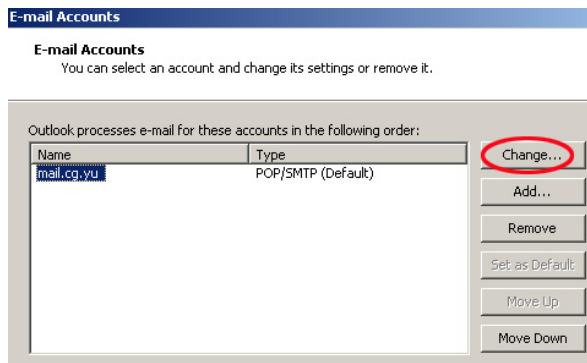 E-mail Accounts
E-mail Accounts
You can select an account and change its settings or remove it.
Outlook processes e-mail for these accounts in the following order:
Name Type
mail.cg.yu POP/SMTP (Default)
Change...
Add...
Remove
Set as Default
Move Up
Move Down